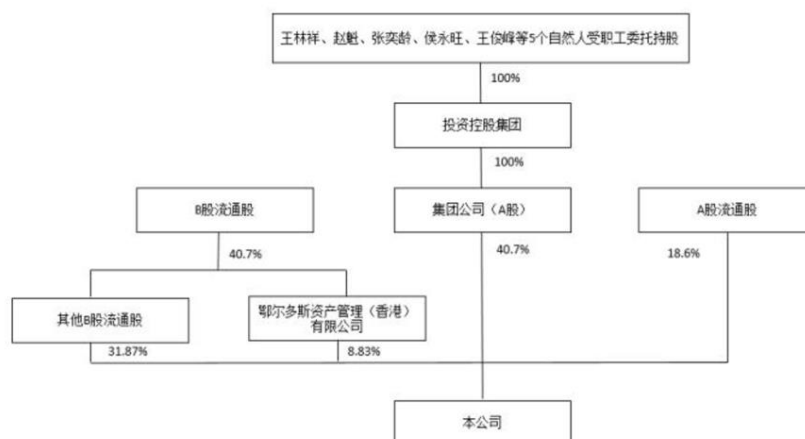 王林祥、赵魁、张奕龄、侯永旺、王俊峰等5个自然人受职工委托持股
100%
投资控股集团
100%
B股流通股
集团公司（A股）
A股流通股
40.7%
40.7%
18.6%
其他B股流通股
鄂尔多斯资产管理（香港）
有限公司
31.87%
8.83%
本公司